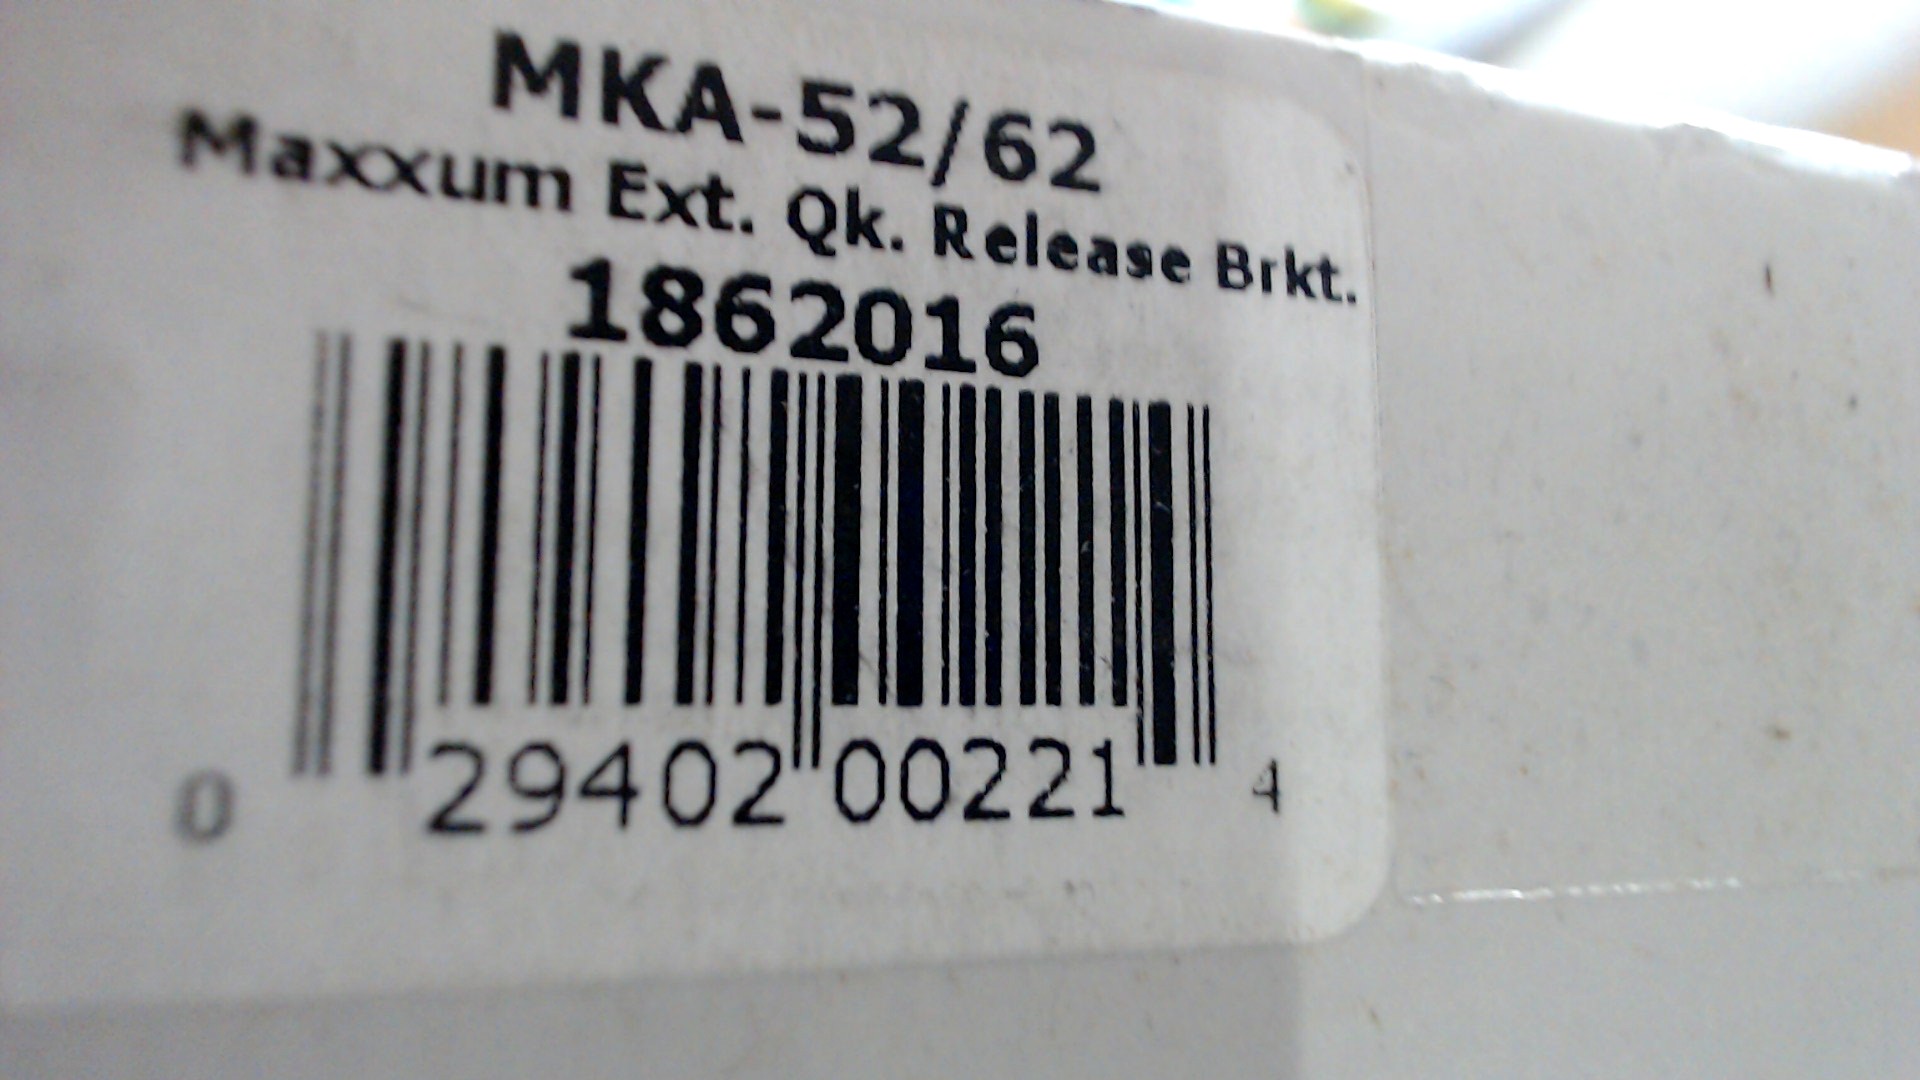 MKA-52/62
Maxxum Ext. Qk. Release Brkt.
1862016
0 29402 00221 4